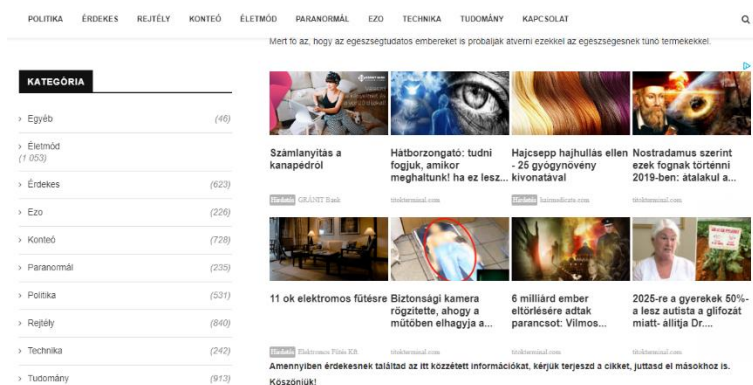 POLITIKA ÉRDEKES REJTÉLY KONTEÓ ÉLETMÓD PARANORMÁL EZO TECHNIKA TUDOMÁNY KAPCSOLAT
Mert fő az, hogy az egészségtudatos embereket is próbálják átverni ezekkel az egészségesnek tűnő termékekkel.
KATEGÓRIA
› Egyéb (46)
› Életmód
(1 053)
› Érdekes (623)
› Ezo (226)
› Konteó (728)
› Paranormál (235)
› Politika (531)
› Rejtély (840)
› Technika (242)
› Tudomány (913)
Számlanyitás a
kanapédról
Hirdetés GRÁNIT Bank
Hátborzongató: tudni
fogjuk, amikor
meghaltunk! ha ez lesz...
titokterminal.com
Hajcsepp hajhullás ellen
- 25 gyógynövény
kivonatával
Hirdetés hairmedicare.com
Nostradamus szerint
ezek fognak történni
2019-ben: átalakul a...
titokterminal.com
11 ok elektromos fűtésre
Hirdetés Elektromos Fűtés Kft.
Biztonsági kamera
rögzítette, ahogy a
műtőben elhagyja a...
titokterminal.com
6 milliárd ember
eltörlésére adtak
parancsot: Vilmos...
titokterminal.com
2025-re a gyerekek 50%-
a lesz autista a glifozát
miatt- állítja Dr....
titokterminal.com
Amennyiben érdekesnek találtad az itt közzétett információkat, kérjük terjeszd a cikket, juttasd el másokhoz is.
Köszönjük!